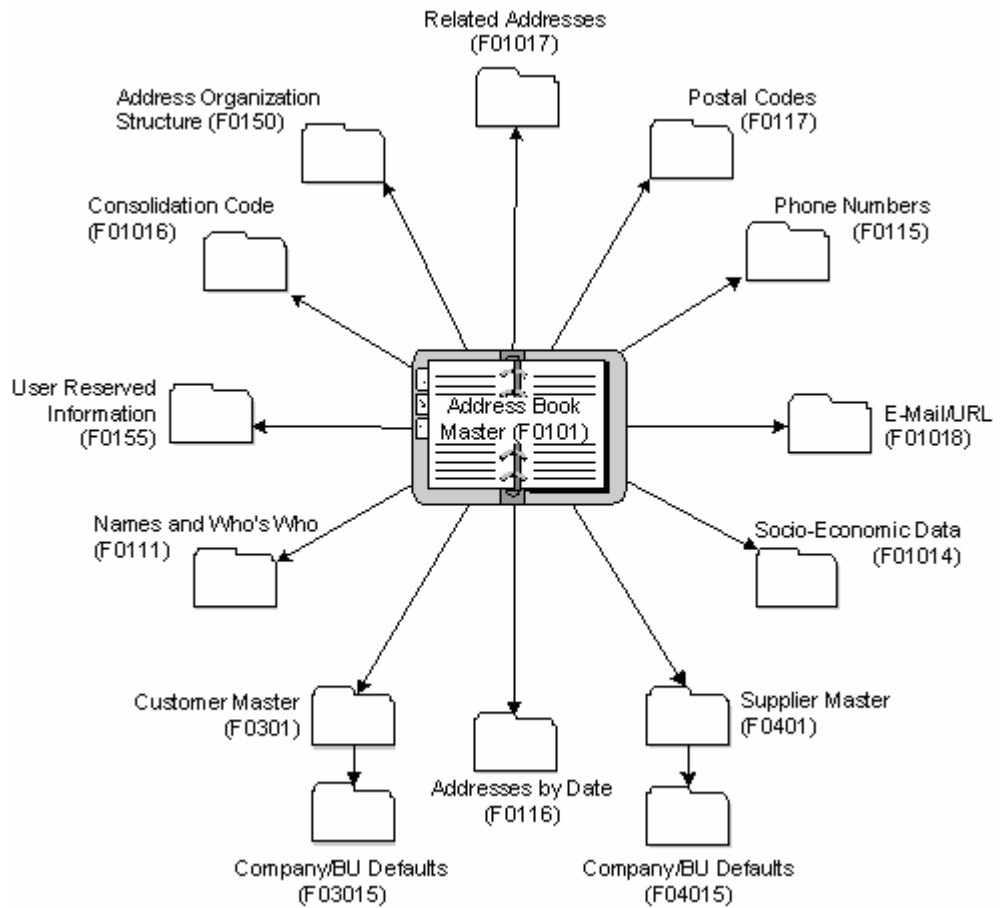 Related Addresses
(F01017)
Address Organization
Structure (F0150)
Postal Codes
(F0117)
Consolidation Code
(F01016)
Phone Numbers
(F0115)
User Reserved
Information
(F0155)
Address Book
Master (F0101)
E-Mail/URL
(F01018)
Names and Who's Who
(F0111)
Socio-Economic Data
(F01014)
Customer Master
(F0301)
Supplier Master
(F0401)
Addresses by Date
(F0116)
Company/BU Defaults
(F03015)
Company/BU Defaults
(F04015)